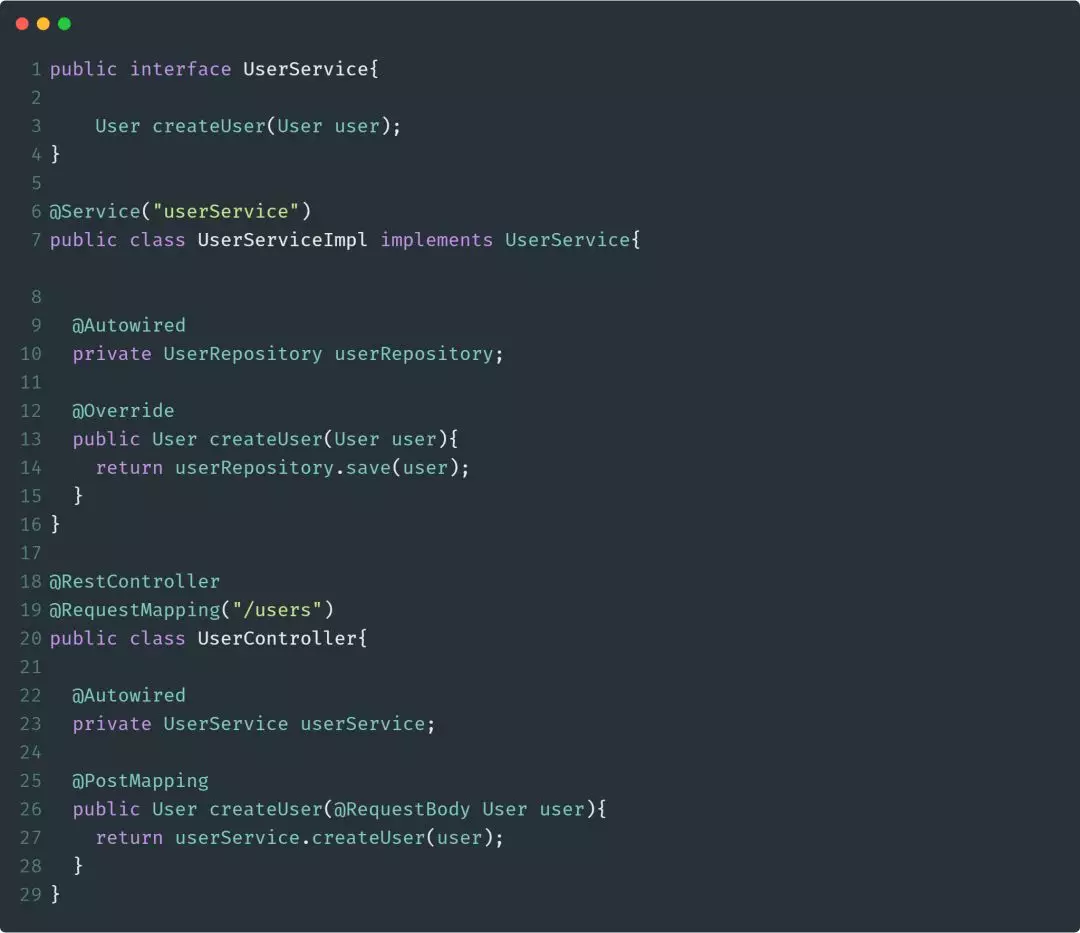 1 public interface UserService{
2
3     User createUser(User user);
4 }
5
6 @Service("userService")
7 public class UserServiceImpl implements UserService{
8
9   @Autowired
10   private UserRepository userRepository;
11
12   @Override
13   public User createUser(User user){
14     return userRepository.save(user);
15   }
16 }
17
18 @RestController
19 @RequestMapping("/users")
20 public class UserController{
21
22   @Autowired
23   private UserService userService;
24
25   @PostMapping
26   public User createUser(@RequestBody User user){
27     return userService.createUser(user);
28   }
29 }